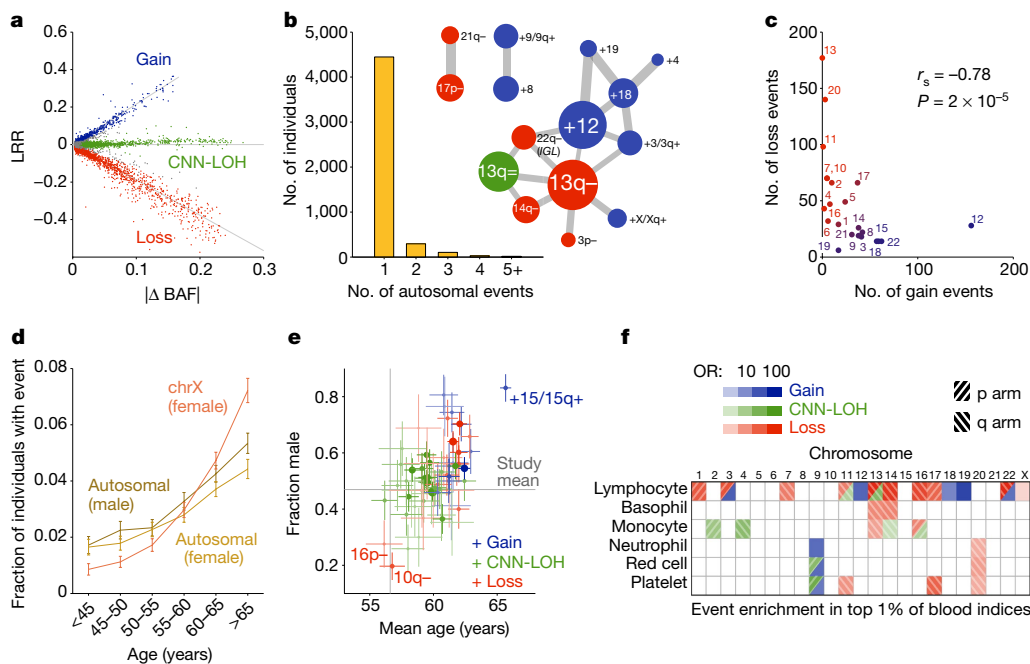 a
0.6
0.4
0.2
0
−0.2
−0.4
LRR
Gain
CNN-LOH
Loss
0
0.1
0.2
0.3
|Δ BAF|
b
5,000
4,000
3,000
2,000
1,000
0
No. of individuals
1
2
3
4
5+
No. of autosomal events
21q−
17p−
+9/9q+
+8
+19
+4
+18
+12
+3/3q+
22q−
(IGL)
13q=
13q−
14q−
+X/Xq+
3p−
c
200
150
100
50
0
No. of loss events
rs = −0.78
P = 2 × 10−5
13
20
11
7, 10
2
17
4
5
16
1
14
15
12
6
21
8
19
9
3
22
18
0
100
200
No. of gain events
d
0.08
0.06
0.04
0.02
0
Fraction of individuals with event
chrX
(female)
Autosomal
(male)
Autosomal
(female)
<45
45–50
50–55
55–60
60–65
>65
Age (years)
e
0.8
0.6
0.4
0.2
Fraction male
+15/15q+
Study
mean
16p−
10q−
+ Gain
+ CNN-LOH
+ Loss
55
60
65
Mean age (years)
f
OR: 10 100
Gain
CNN-LOH
Loss
p arm
q arm
Chromosome
1 2 3 4 5 6 7 8 9 10 11 12 13 14 15 16 17 18 19 20 21 22 X
Lymphocyte
Basophil
Monocyte
Neutrophil
Red cell
Platelet
Event enrichment in top 1% of blood indices